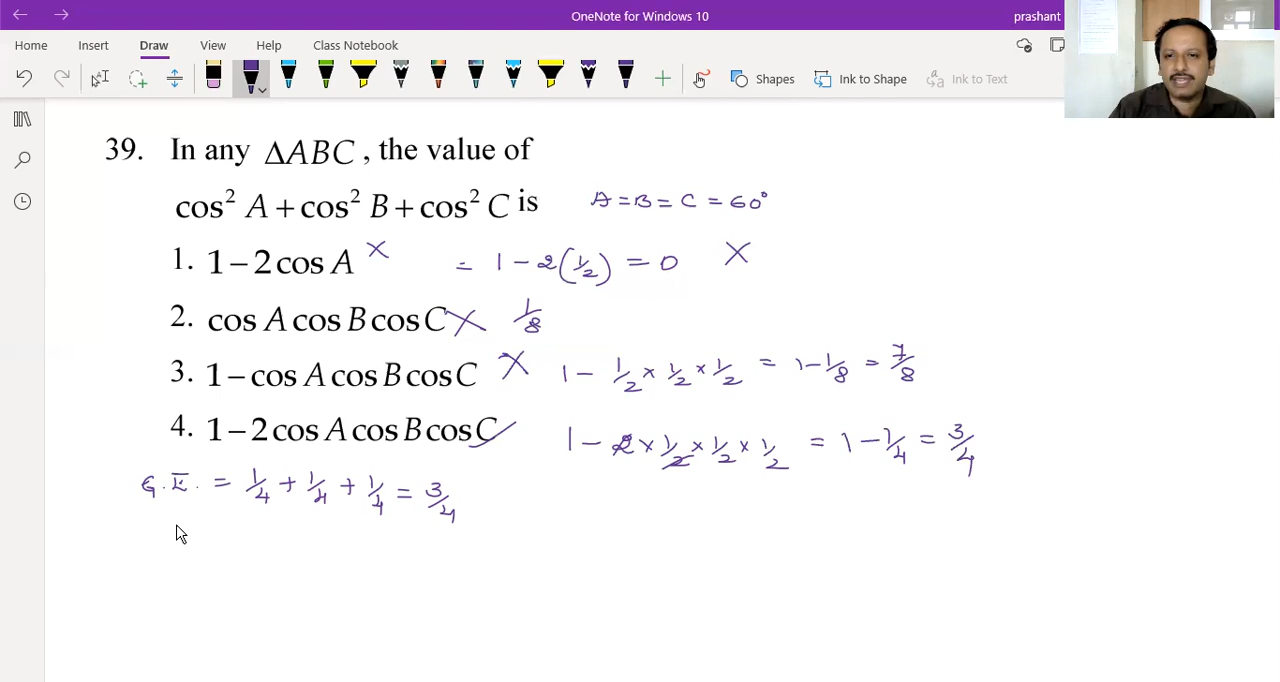 OneNote for Windows 10
prashant
Home Insert Draw View Help Class Notebook
Shapes Ink to Shape Ink to Text
39. In any ΔABC, the value of
cos² A + cos² B + cos² C is A = B = C = 60°
1. 1 − 2 cos A × = 1 − 2(1/2) = 0 ×
2. cos A cos B cos C × 1/8
3. 1 − cos A cos B cos C × 1 − 1/2 × 1/2 × 1/2 = 1 − 1/8 = 7/8
4. 1 − 2 cos A cos B cos C ✓ 1 − 2 × 1/2 × 1/2 × 1/2 = 1 − 1/4 = 3/4
G.E. = 1/4 + 1/4 + 1/4 = 3/4